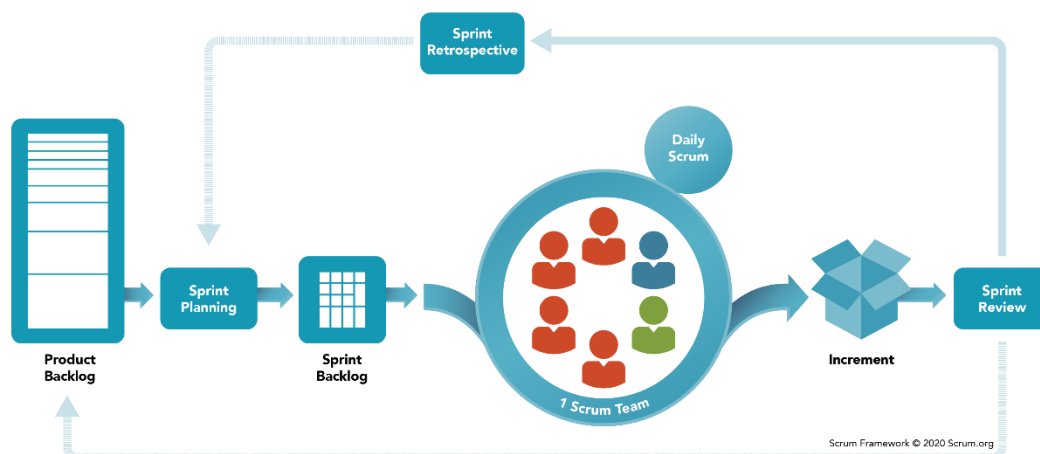 Sprint
Retrospective
Daily
Scrum
Sprint
Planning
Sprint
Review
Product
Backlog
Sprint
Backlog
Increment
1 Scrum Team
Scrum Framework © 2020 Scrum.org